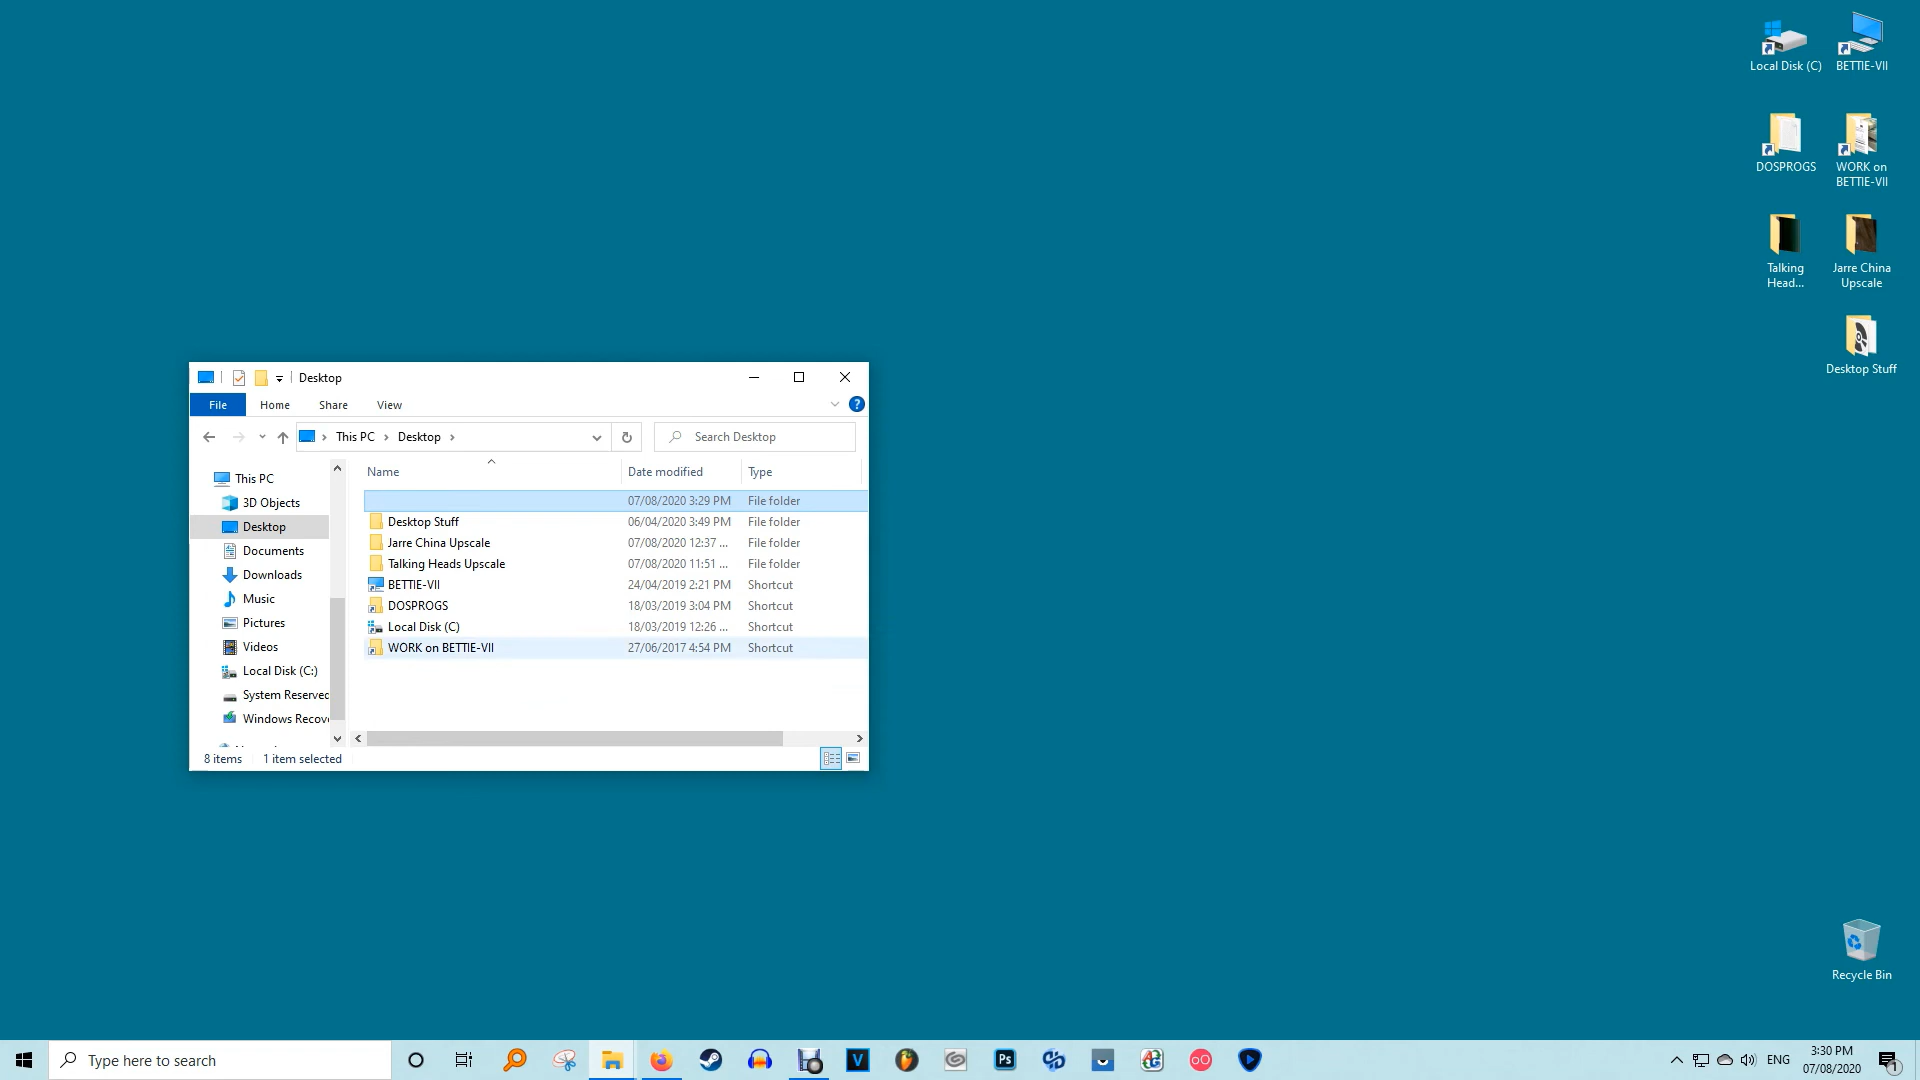 Local Disk (C)
BETTIE-VII
DOSPROGS
WORK on
BETTIE-VII
Talking
Head...
Jarre China
Upscale
Desktop Stuff
Desktop
File
Home
Share
View
?
This PC
Desktop
Search Desktop
Name
Date modified
Type
This PC
3D Objects
Desktop
Documents
Downloads
Music
Pictures
Videos
Local Disk (C:)
System Reserved
Windows Recov
07/08/2020 3:29 PM File folder
Desktop Stuff 06/04/2020 3:49 PM File folder
Jarre China Upscale 07/08/2020 12:37 ... File folder
Talking Heads Upscale 07/08/2020 11:51 ... File folder
BETTIE-VII 24/04/2019 2:21 PM Shortcut
DOSPROGS 18/03/2019 3:04 PM Shortcut
Local Disk (C) 18/03/2019 12:26 ... Shortcut
WORK on BETTIE-VII 27/06/2017 4:54 PM Shortcut
8 items
1 item selected
Recycle Bin
Type here to search
V
Ps
ENG
3:30 PM
07/08/2020
1